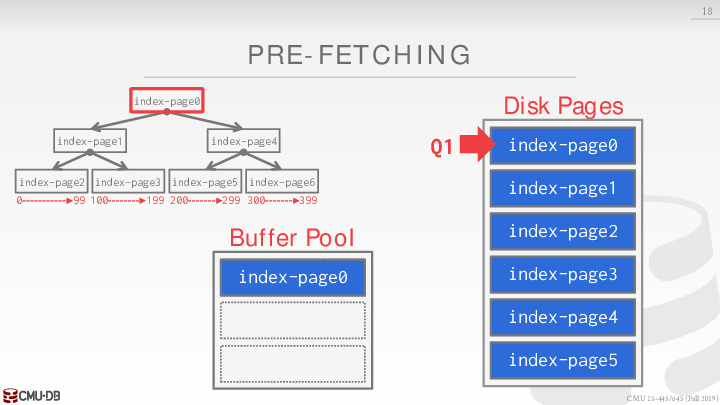 18
PRE-FETCHING
index-page0
index-page1
index-page4
index-page2
index-page3
index-page5
index-page6
0 99 100 199 200 299 300 399
Buffer Pool
index-page0
Disk Pages
Q1
index-page0
index-page1
index-page2
index-page3
index-page4
index-page5
CMU·DB
CMU 15-445/645 (Fall 2019)